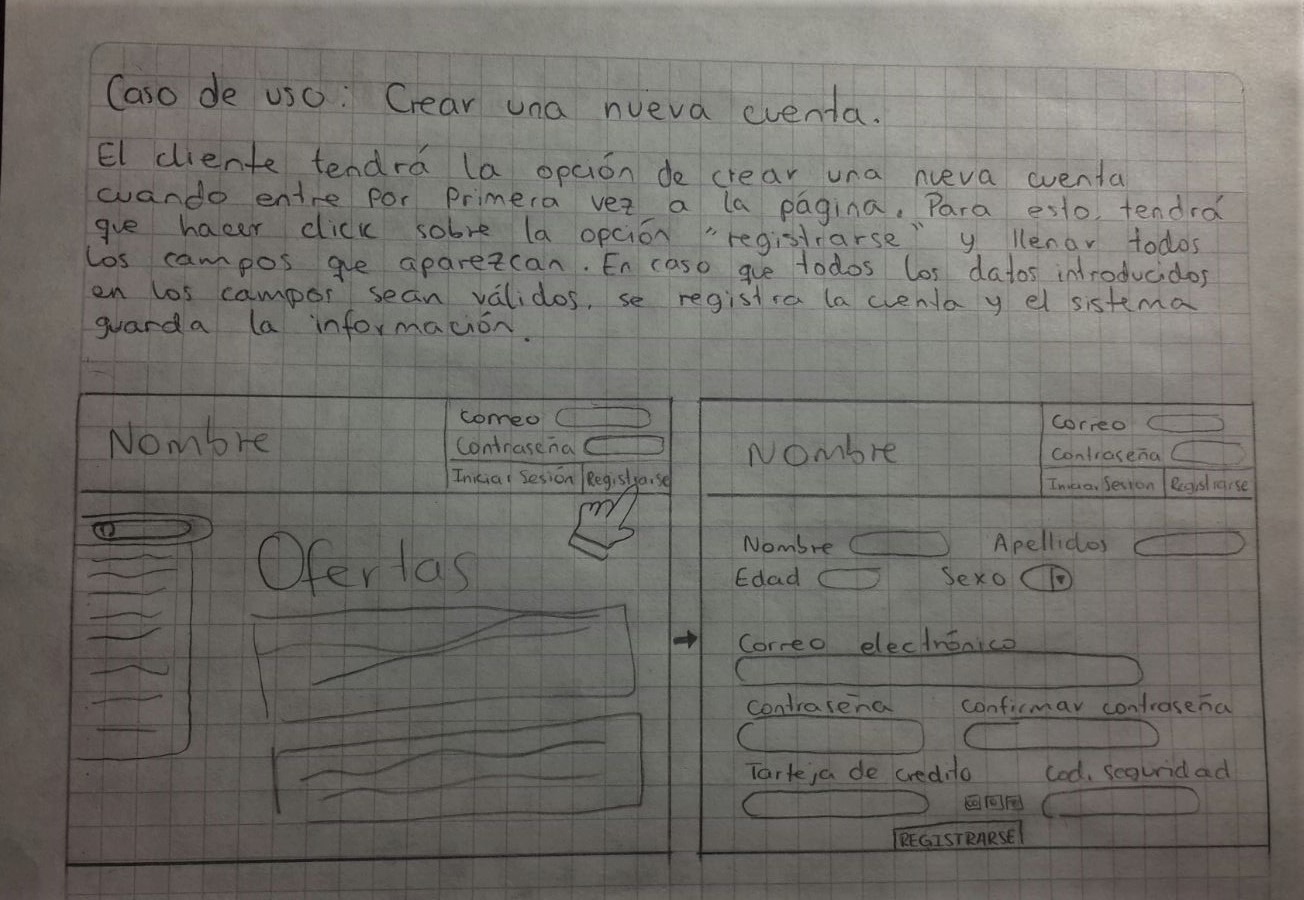 Caso de uso: Crear una nueva cuenta.
El cliente tendrá la opción de crear una nueva cuenta
cuando entre por primera vez a la página. Para esto, tendrá
que hacer click sobre la opción "registrarse" y llenar todos
los campos que aparezcan. En caso que todos los datos introducidos
en los campos sean válidos, se registra la cuenta y el sistema
guarda la información.
Nombre
Correo
Contraseña
Iniciar Sesión Registrarse
Ofertas
Nombre
Correo
Contraseña
Iniciar Sesión Registrarse
Nombre Apellidos
Edad Sexo
Correo electrónico
Contraseña Confirmar contraseña
Tarteja de credito Cod. seguridad
REGISTRARSE